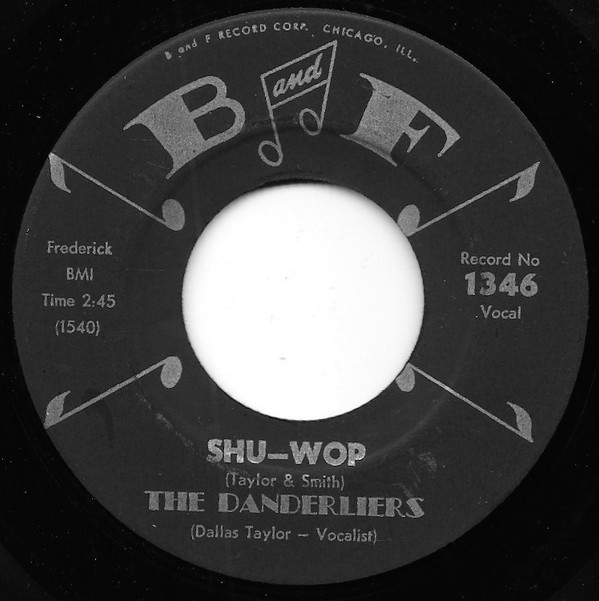 B and F RECORD CORP. CHICAGO, ILL.
B and F
Frederick
BMI
Time 2:45
(1540)
Record No
1346
Vocal
SHU-WOP
(Taylor & Smith)
THE DANDERLIERS
(Dallas Taylor - Vocalist)